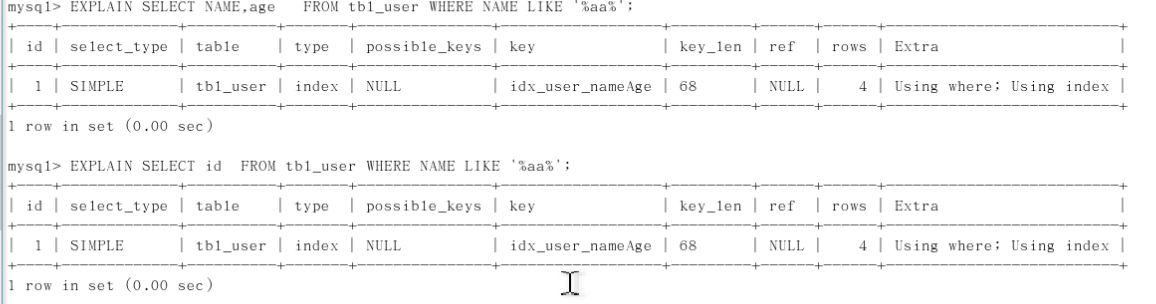 mysql> EXPLAIN SELECT NAME,age   FROM tbl_user WHERE NAME LIKE '%aa%';
+----+-------------+----------+-------+---------------+------------------+---------+------+------+--------------------------+
| id | select_type | table    | type  | possible_keys | key              | key_len | ref  | rows | Extra                    |
+----+-------------+----------+-------+---------------+------------------+---------+------+------+--------------------------+
|  1 | SIMPLE      | tbl_user | index | NULL          | idx_user_nameAge | 68      | NULL |    4 | Using where; Using index |
+----+-------------+----------+-------+---------------+------------------+---------+------+------+--------------------------+
1 row in set (0.00 sec)
mysql> EXPLAIN SELECT id  FROM tbl_user WHERE NAME LIKE '%aa%';
+----+-------------+----------+-------+---------------+------------------+---------+------+------+--------------------------+
| id | select_type | table    | type  | possible_keys | key              | key_len | ref  | rows | Extra                    |
+----+-------------+----------+-------+---------------+------------------+---------+------+------+--------------------------+
|  1 | SIMPLE      | tbl_user | index | NULL          | idx_user_nameAge | 68      | NULL |    4 | Using where; Using index |
+----+-------------+----------+-------+---------------+------------------+---------+------+------+--------------------------+
1 row in set (0.00 sec)